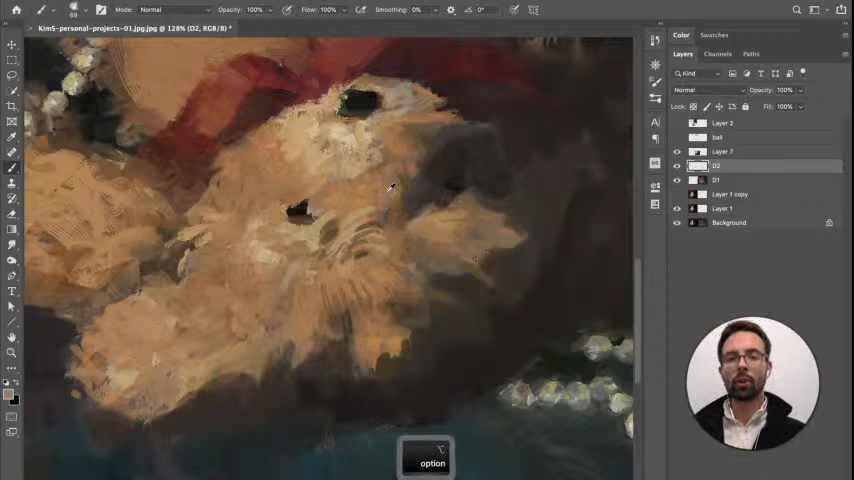 69
Mode:
Normal
Opacity:
100%
Flow:
100%
Smoothing:
0%
0°
KimS-personal-projects-01.jpg.jpg @ 128% (D2, RGB/8) *
Color
Swatches
Layers
Channels
Paths
Kind
Normal
Opacity:
100%
Lock:
Fill:
100%
Layer 2
ball
Layer 7
D2
D1
Layer 1 copy
Layer 1
Background
option